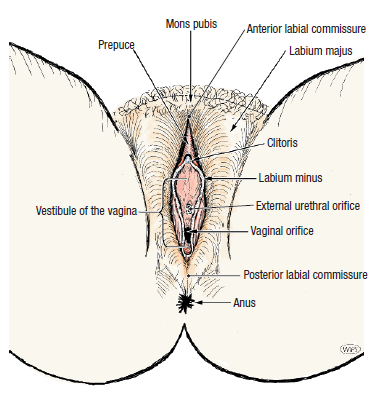 Mons pubis
Prepuce
Anterior labial commissure
Labium majus
Clitoris
Labium minus
External urethral orifice
Vestibule of the vagina
Vaginal orifice
Posterior labial commissure
Anus